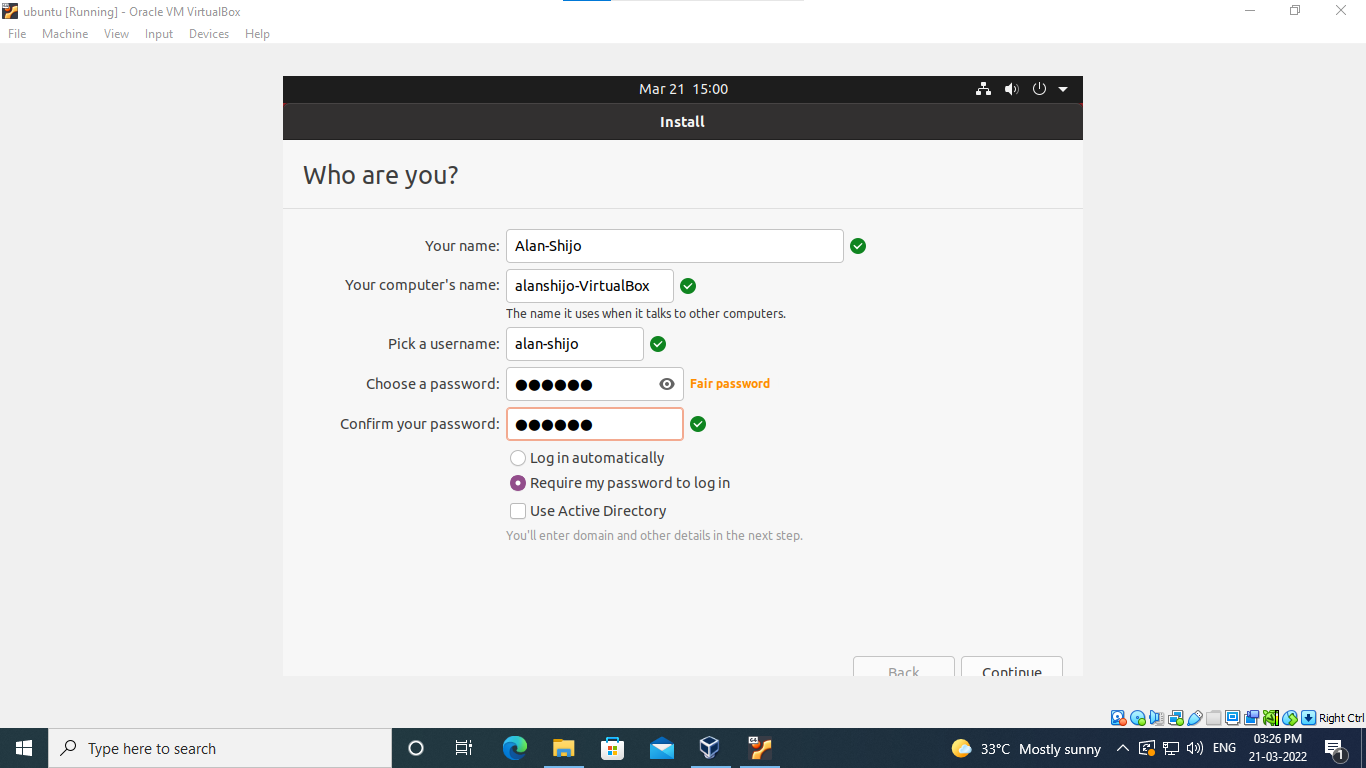 ubuntu [Running] - Oracle VM VirtualBox
File Machine View Input Devices Help
Mar 21 15:00
Install
Who are you?
Your name: Alan-Shijo
Your computer's name: alanshijo-VirtualBox
The name it uses when it talks to other computers.
Pick a username: alan-shijo
Choose a password: ●●●●●● Fair password
Confirm your password: ●●●●●●
Log in automatically
Require my password to log in
Use Active Directory
You'll enter domain and other details in the next step.
Back Continue
Right Ctrl
Type here to search
33°C Mostly sunny
ENG
03:26 PM
21-03-2022
1